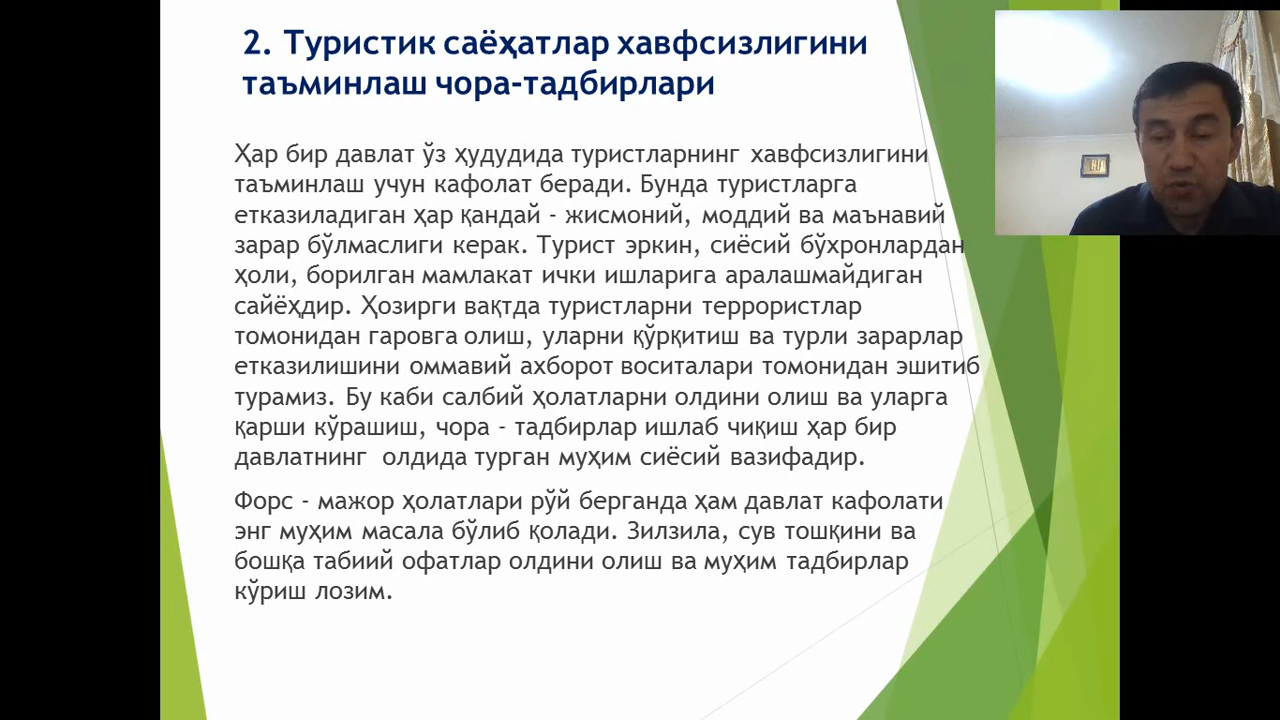 2. Туристик саёҳатлар хавфсизлигини
таъминлаш чора-тадбирлари
Ҳар бир давлат ўз ҳудудида туристларнинг хавфсизлигини
таъминлаш учун кафолат беради. Бунда туристларга
етказиладиган ҳар қандай - жисмоний, моддий ва маънавий
зарар бўлмаслиги керак. Турист эркин, сиёсий бўхронлардан
ҳоли, борилган мамлакат ички ишларига аралашмайдиган
сайёҳдир. Ҳозирги вақтда туристларни террористлар
томонидан гаровга олиш, уларни қўрқитиш ва турли зарарлар
етказилишини оммавий ахборот воситалари томонидан эшитиб
турамиз. Бу каби салбий ҳолатларни олдини олиш ва уларга
қарши кўрашиш, чора - тадбирлар ишлаб чиқиш ҳар бир
давлатнинг олдида турган муҳим сиёсий вазифадир.
Форс - мажор ҳолатлари рўй берганда ҳам давлат кафолати
энг муҳим масала бўлиб қолади. Зилзила, сув тошқини ва
бошқа табиий офатлар олдини олиш ва муҳим тадбирлар
кўриш лозим.